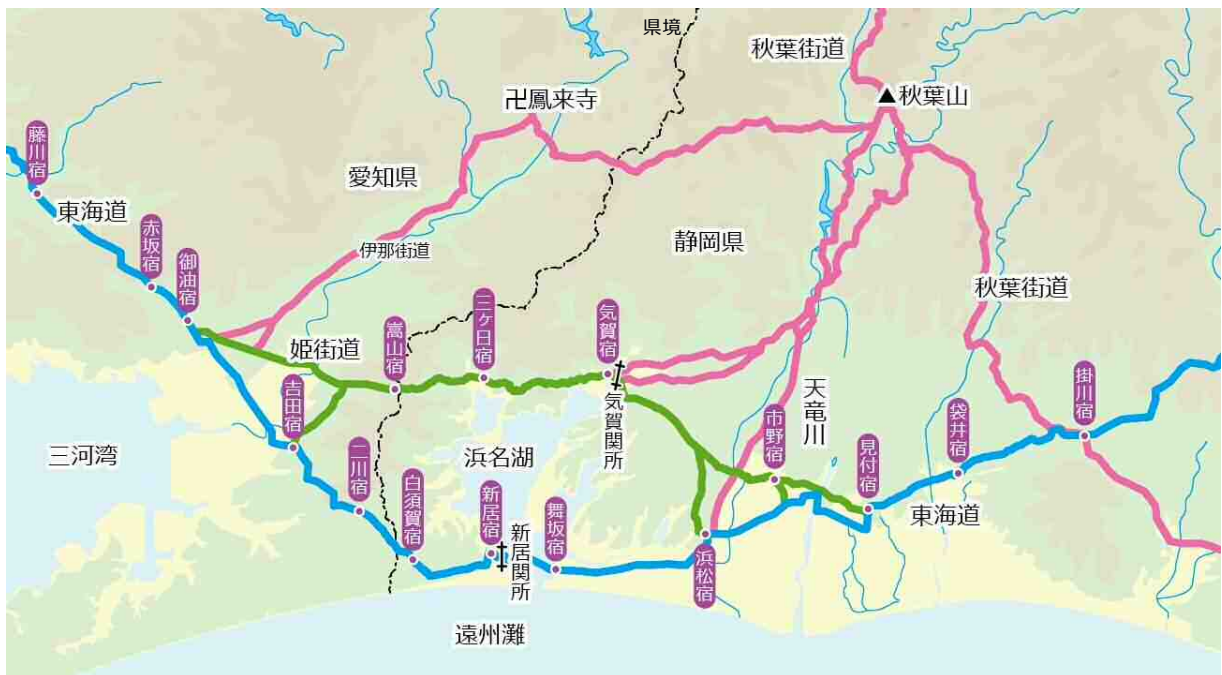 県境
秋葉街道
秋葉山
卍鳳来寺
藤川宿
愛知県
東海道
赤坂宿
御油宿
伊那街道
静岡県
秋葉街道
姫街道
嵩山宿
三ケ日宿
気賀宿
気賀関所
天竜川
掛川宿
市野宿
袋井宿
見付宿
吉田宿
三河湾
二川宿
浜名湖
白須賀宿
新居宿
新居関所
舞坂宿
浜松宿
東海道
遠州灘